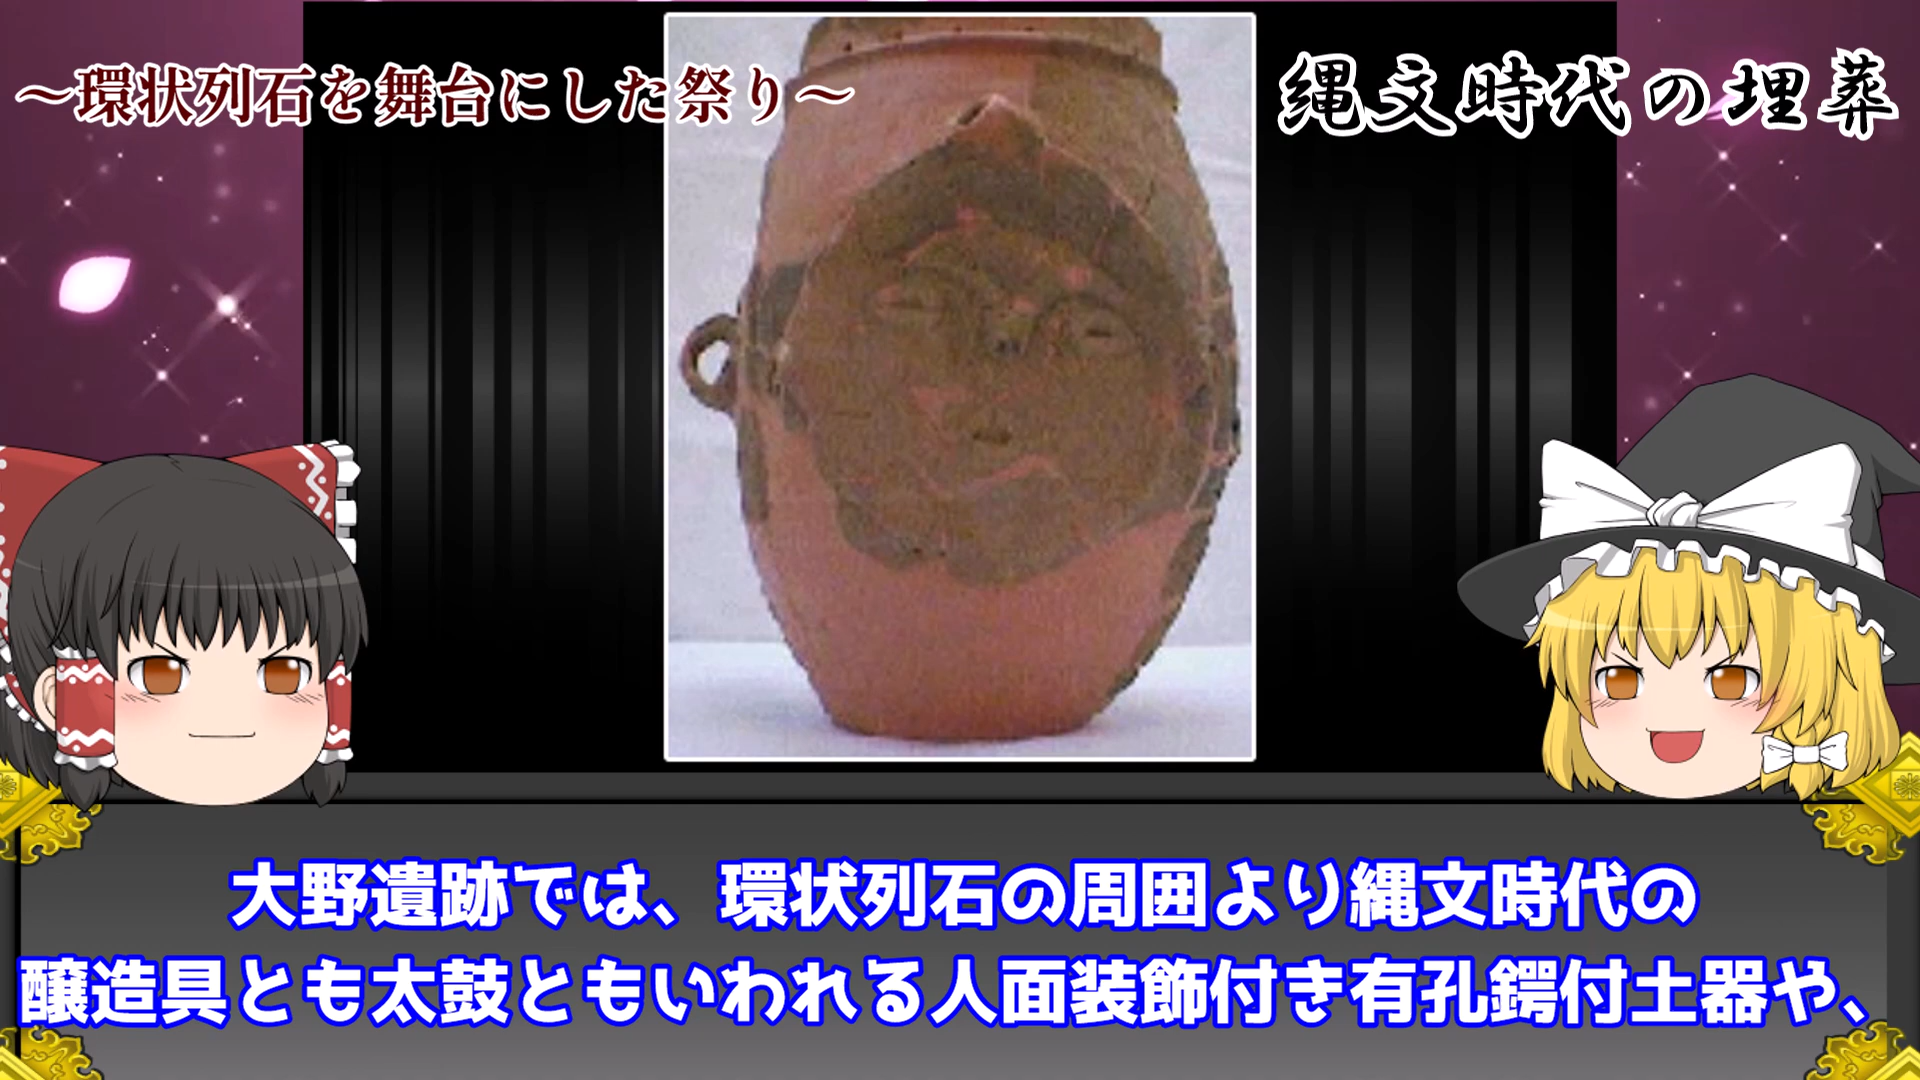 ～環状列石を舞台にした祭り～
縄文時代の埋葬
大野遺跡では、環状列石の周囲より縄文時代の
醸造具とも太鼓ともいわれる人面装飾付き有孔鍔付土器や、